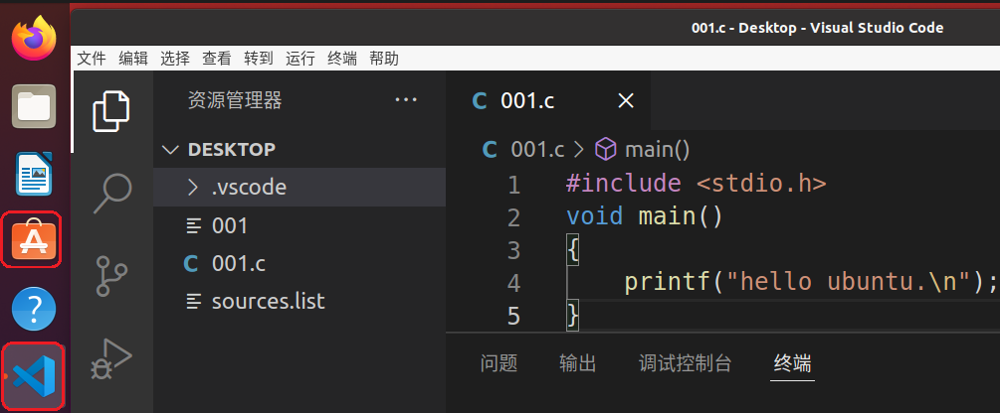 001.c - Desktop - Visual Studio Code
文件 编辑 选择 查看 转到 运行 终端 帮助
资源管理器 ···
DESKTOP
.vscode
001
C 001.c
sources.list
C 001.c ×
C 001.c > main()
1 #include <stdio.h>
2 void main()
3 {
4     printf("hello ubuntu.\n");
5 }
问题 输出 调试控制台 终端